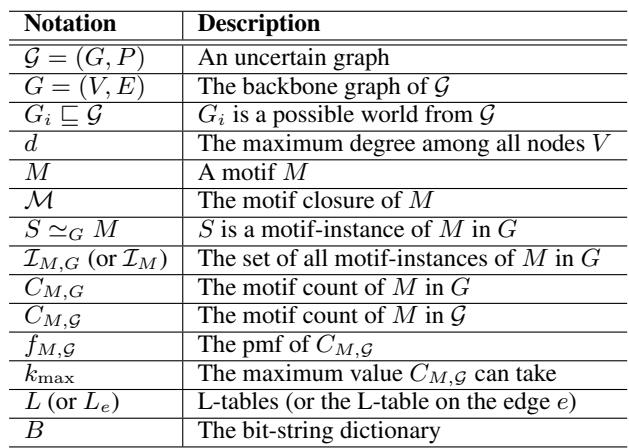 Notation Description
𝒢 = (G, P) An uncertain graph
G = (V, E) The backbone graph of 𝒢
Gᵢ ⊑ 𝒢 Gᵢ is a possible world from 𝒢
d The maximum degree among all nodes V
M A motif M
ℳ The motif closure of M
S ≃_G M S is a motif-instance of M in G
ℐ_{M,G} (or ℐ_M) The set of all motif-instances of M in G
C_{M,G} The motif count of M in G
C_{M,𝒢} The motif count of M in 𝒢
f_{M,𝒢} The pmf of C_{M,𝒢}
k_max The maximum value C_{M,𝒢} can take
L (or L_e) L-tables (or the L-table on the edge e)
B The bit-string dictionary